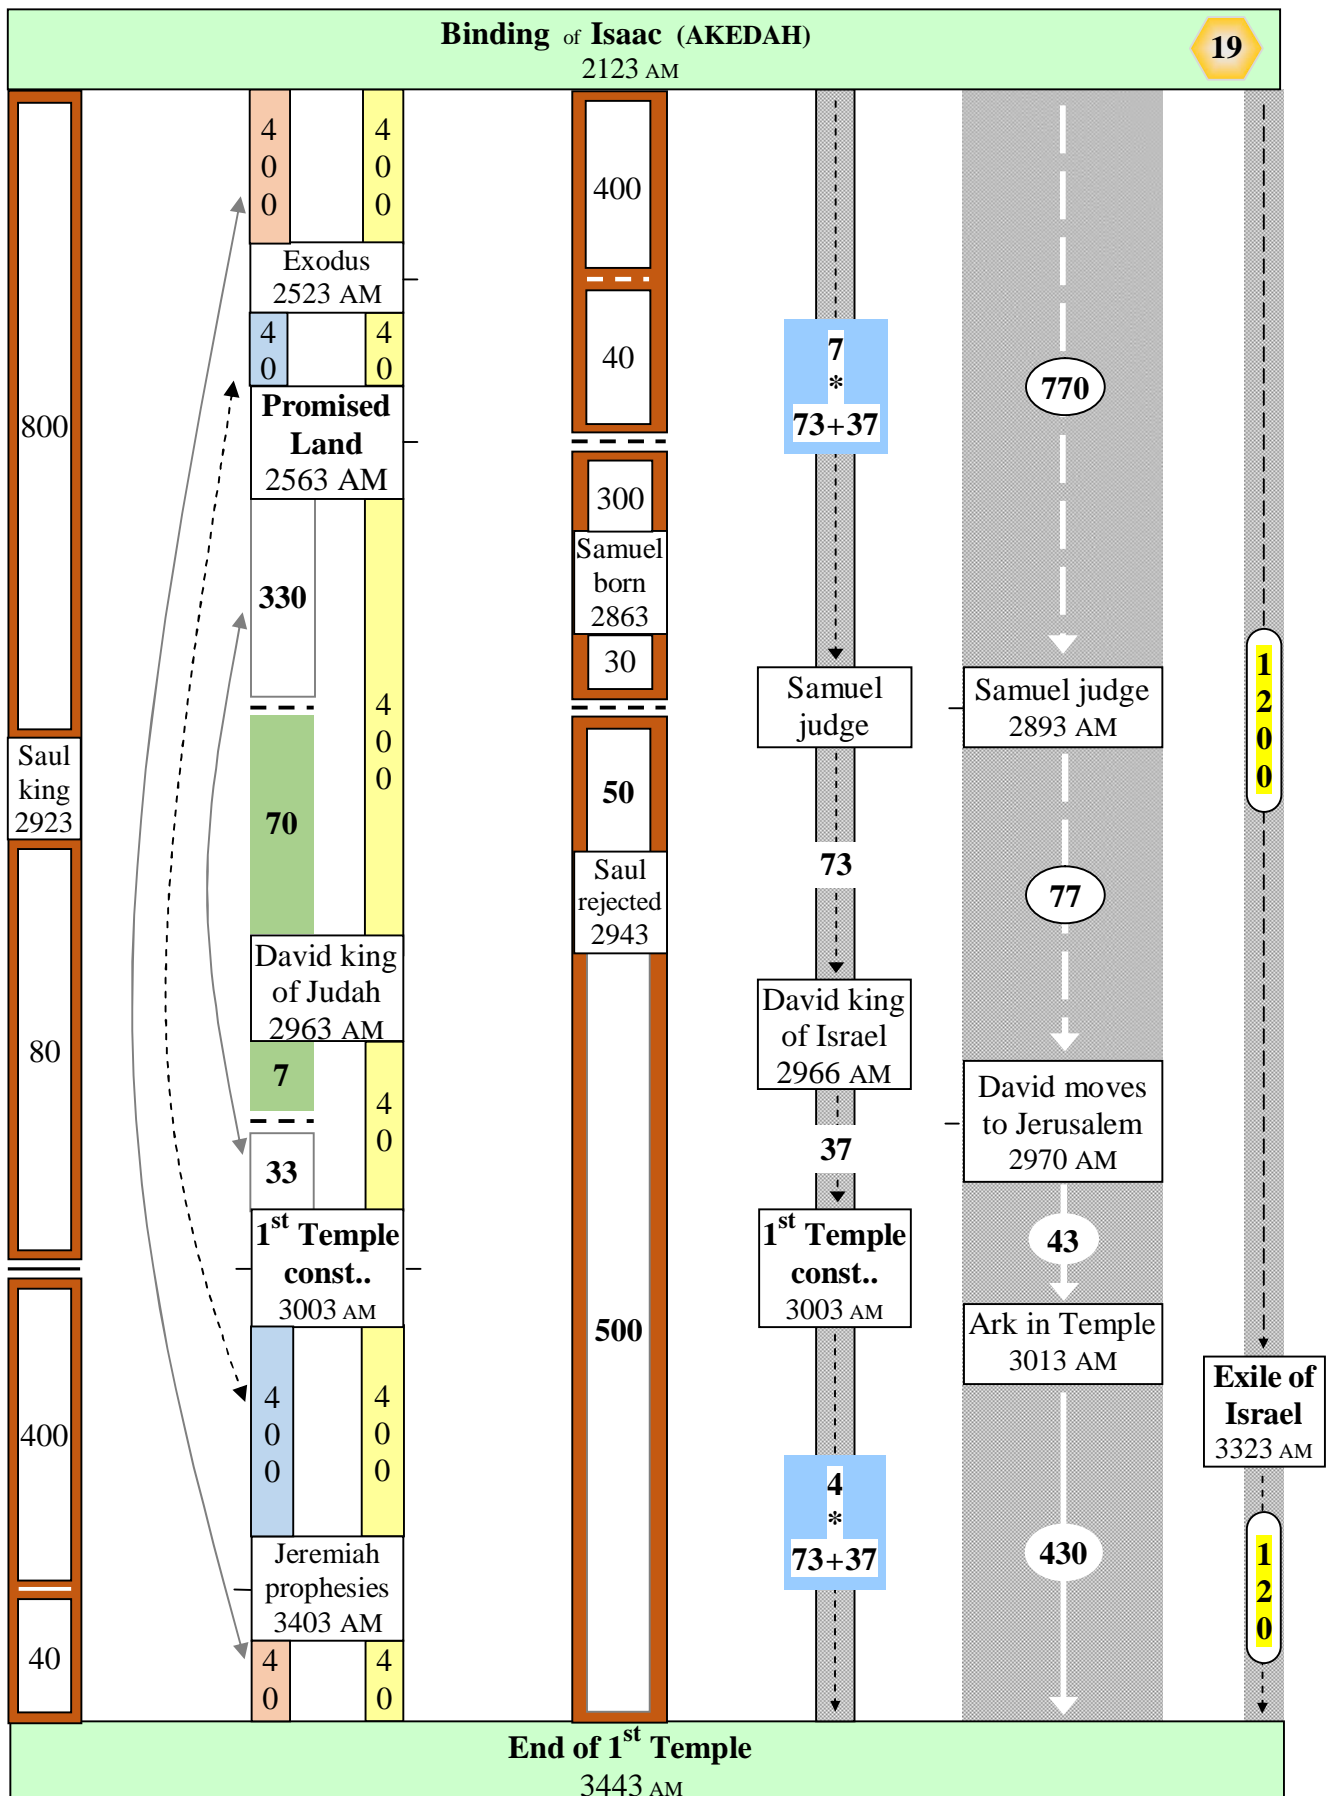 Binding of Isaac (AKEDAH)
2123 AM
19
800
Saul
king
2923
80
400
40
4
0
0
4
0
0
Exodus
2523 AM
4
0
4
0
Promised
Land
2563 AM
330
4
0
0
70
David king
of Judah
2963 AM
7
4
0
33
1st Temple
const..
3003 AM
4
0
0
4
0
0
Jeremiah
prophesies
3403 AM
4
0
4
0
400
40
300
Samuel
born
2863
30
50
Saul
rejected
2943
500
7
*
73+37
Samuel
judge
73
David king
of Israel
2966 AM
37
1st Temple
const..
3003 AM
4
*
73+37
770
Samuel judge
2893 AM
77
David moves
to Jerusalem
2970 AM
43
Ark in Temple
3013 AM
430
1
2
0
0
Exile of
Israel
3323 AM
1
2
0
End of 1st Temple
3443 AM